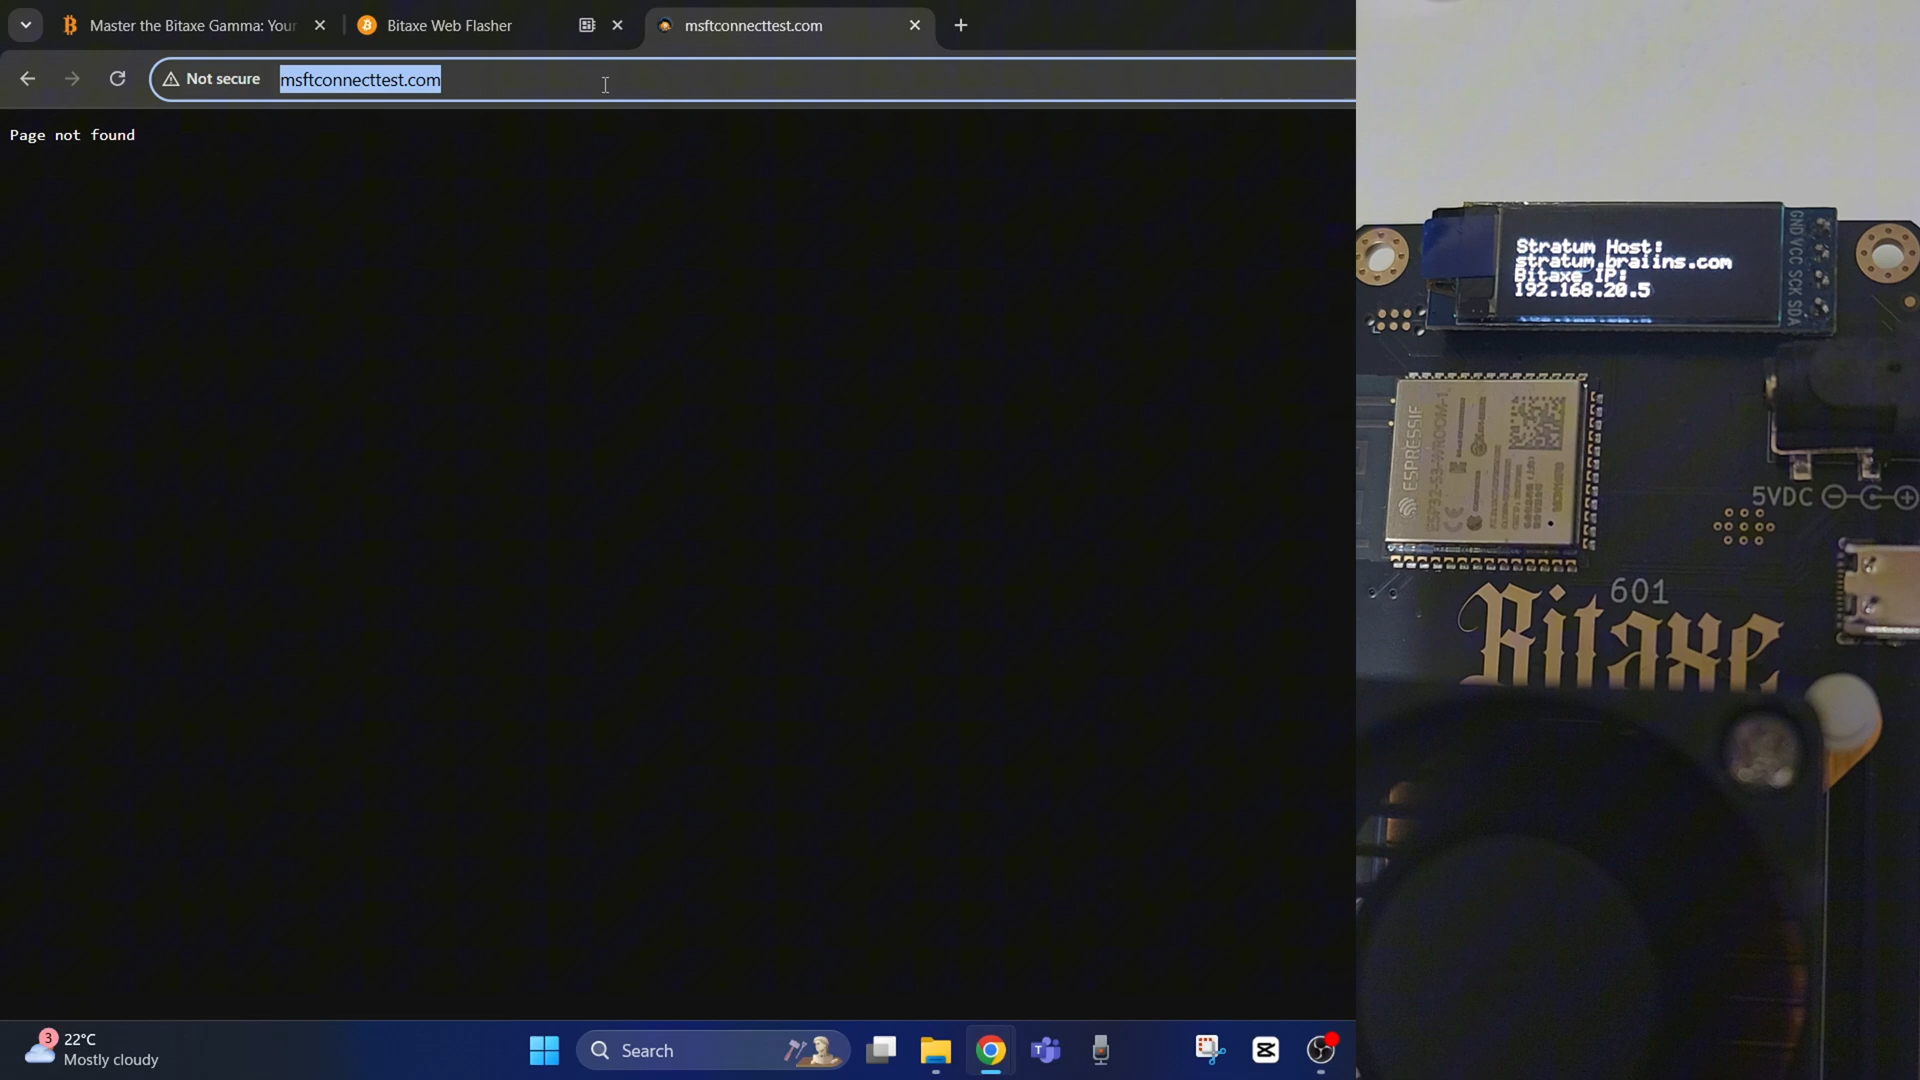 Master the Bitaxe Gamma: Your
Bitaxe Web Flasher
msftconnecttest.com
Not secure
msftconnecttest.com
Page not found
Stratum Host:
stratum.braiins.com
Bitaxe IP:
192.168.20.5
GND VCC SCK SDA
ESPRESSIF
ESP32-S3-WROOM-1
5VDC
601
Bitaxe
3
22°C
Mostly cloudy
Search